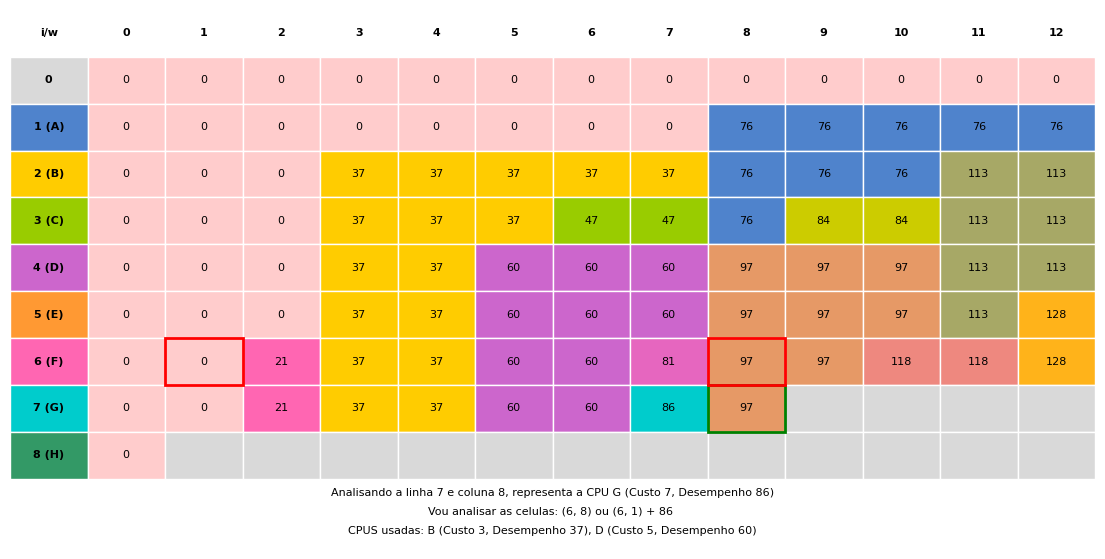 i/w 0 1 2 3 4 5 6 7 8 9 10 11 12
0 0 0 0 0 0 0 0 0 0 0 0 0 0
1 (A) 0 0 0 0 0 0 0 0 76 76 76 76 76
2 (B) 0 0 0 37 37 37 37 37 76 76 76 113 113
3 (C) 0 0 0 37 37 37 47 47 76 84 84 113 113
4 (D) 0 0 0 37 37 60 60 60 97 97 97 113 113
5 (E) 0 0 0 37 37 60 60 60 97 97 97 113 128
6 (F) 0 0 21 37 37 60 60 81 97 97 118 118 128
7 (G) 0 0 21 37 37 60 60 86 97
8 (H) 0
Analisando a linha 7 e coluna 8, representa a CPU G (Custo 7, Desempenho 86)
Vou analisar as celulas: (6, 8) ou (6, 1) + 86
CPUS usadas: B (Custo 3, Desempenho 37), D (Custo 5, Desempenho 60)